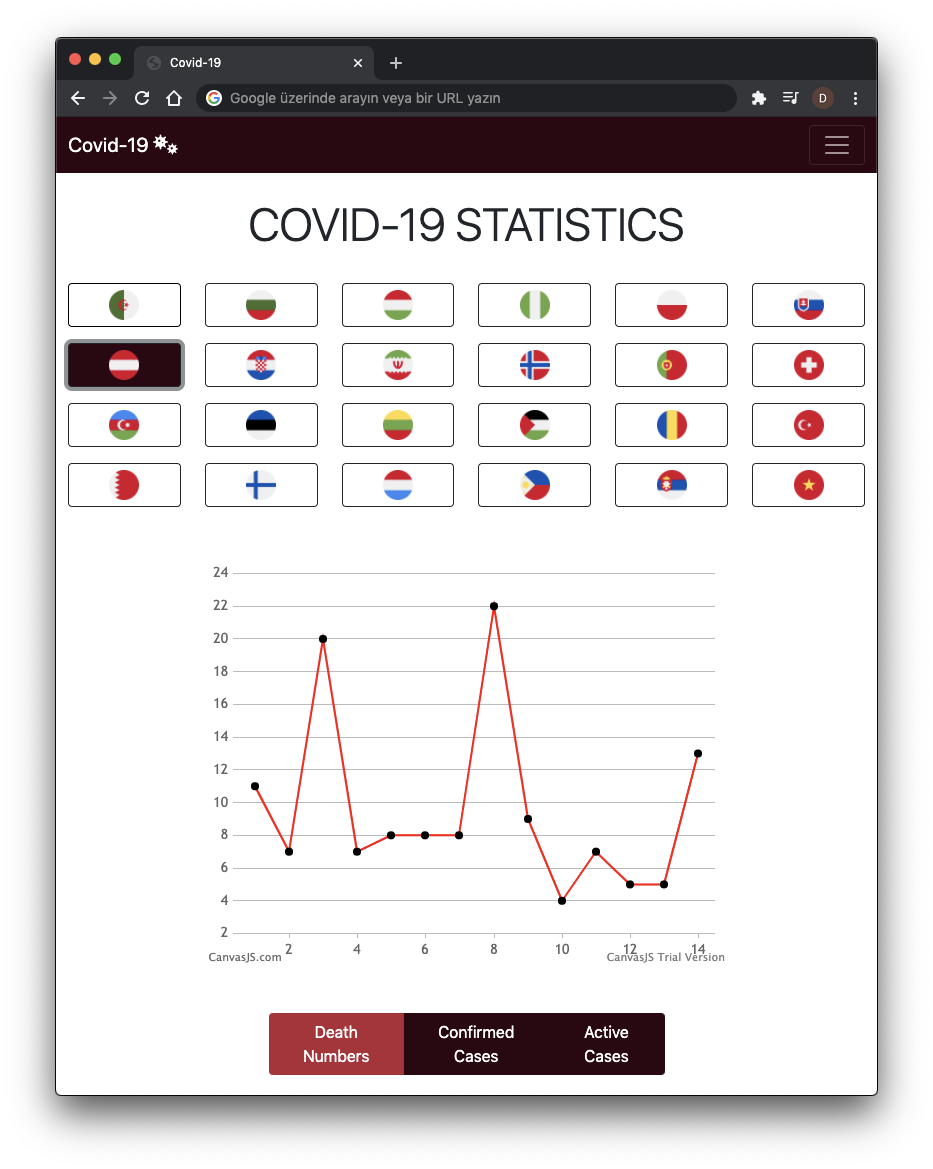 Covid-19
Google üzerinde arayın veya bir URL yazın
D
Covid-19
COVID-19 STATISTICS
24
22
20
18
16
14
12
10
8
6
4
2
2 4 6 8 10 12 14
CanvasJS.com CanvasJS Trial Version
Death Confirmed Active
Numbers Cases Cases